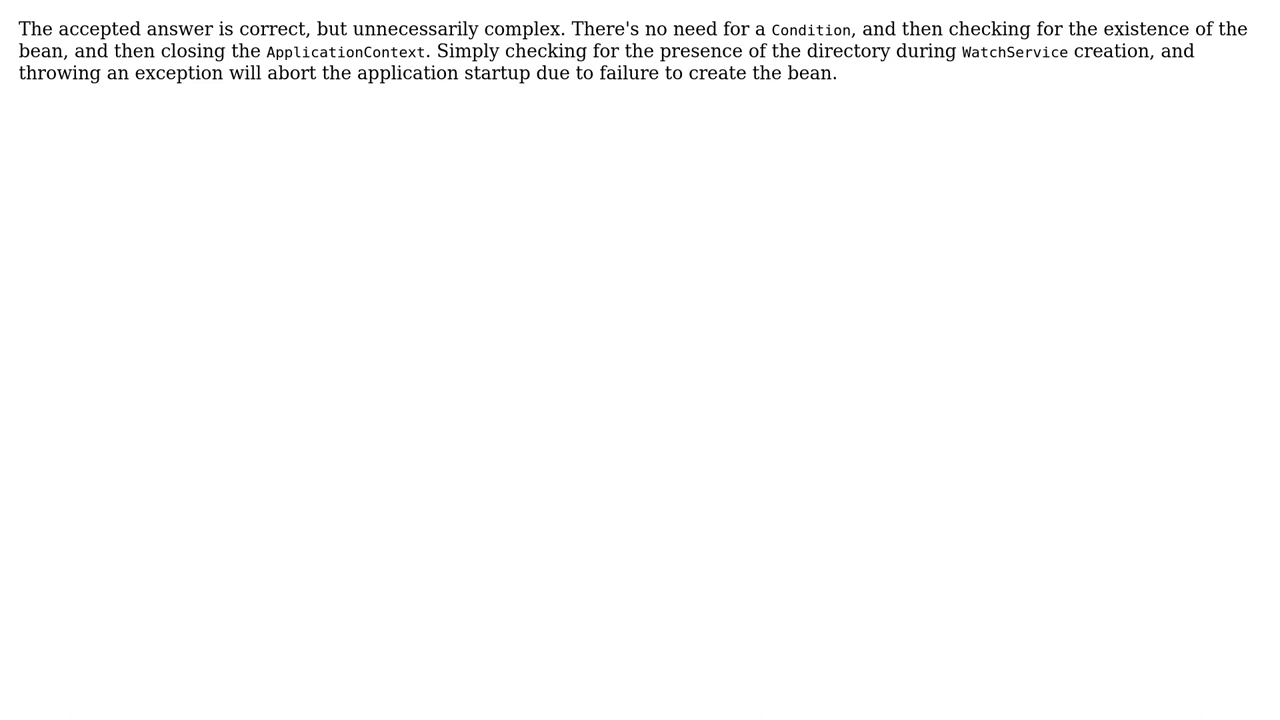 The accepted answer is correct, but unnecessarily complex. There's no need for a Condition, and then checking for the existence of the
bean, and then closing the ApplicationContext. Simply checking for the presence of the directory during WatchService creation, and
throwing an exception will abort the application startup due to failure to create the bean.